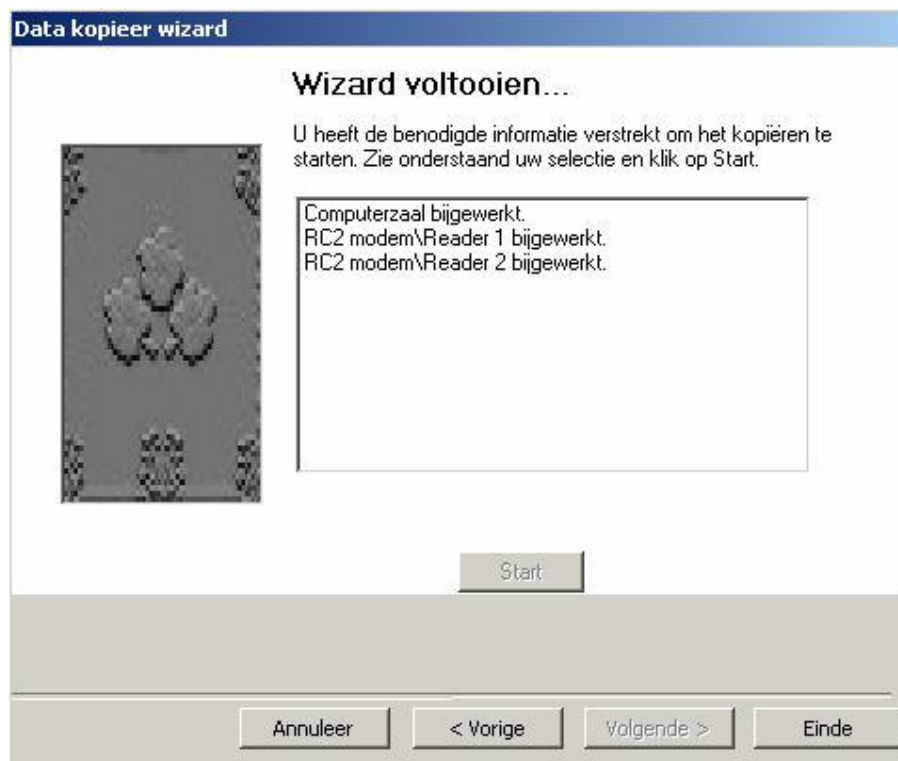 Data kopieer wizard
Wizard voltooien...
U heeft de benodigde informatie verstrekt om het kopiëren te
starten. Zie onderstaand uw selectie en klik op Start.
Computerzaal bijgewerkt.
RC2 modem\Reader 1 bijgewerkt.
RC2 modem\Reader 2 bijgewerkt.
Start
Annuleer
< Vorige
Volgende >
Einde